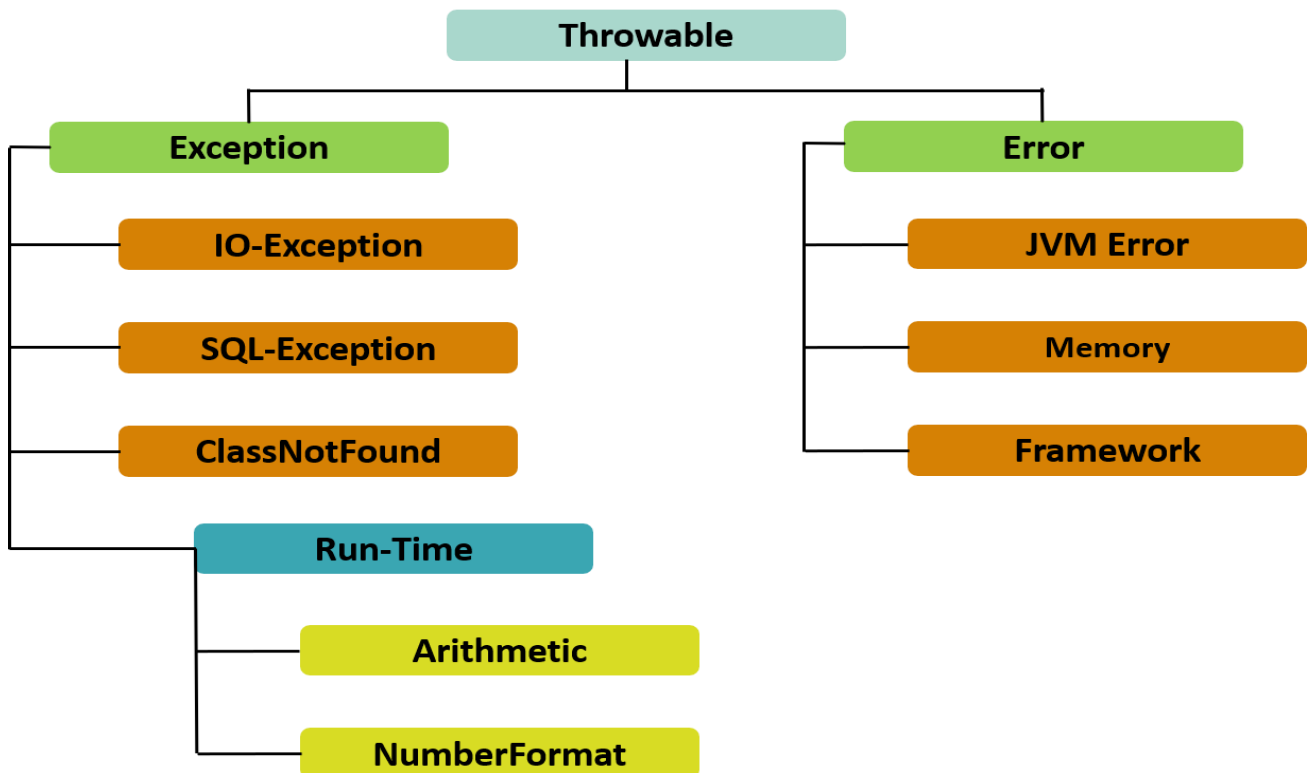 Throwable
Exception
IO-Exception
SQL-Exception
ClassNotFound
Run-Time
Arithmetic
NumberFormat
Error
JVM Error
Memory
Framework